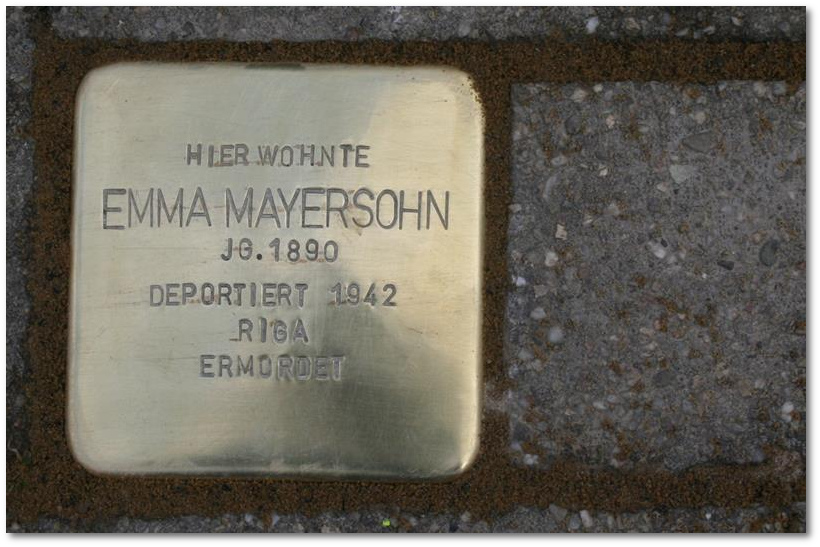 HIER WOHNTE
EMMA MAYERSOHN
JG. 1890
DEPORTIERT 1942
RIGA
ERMORDET